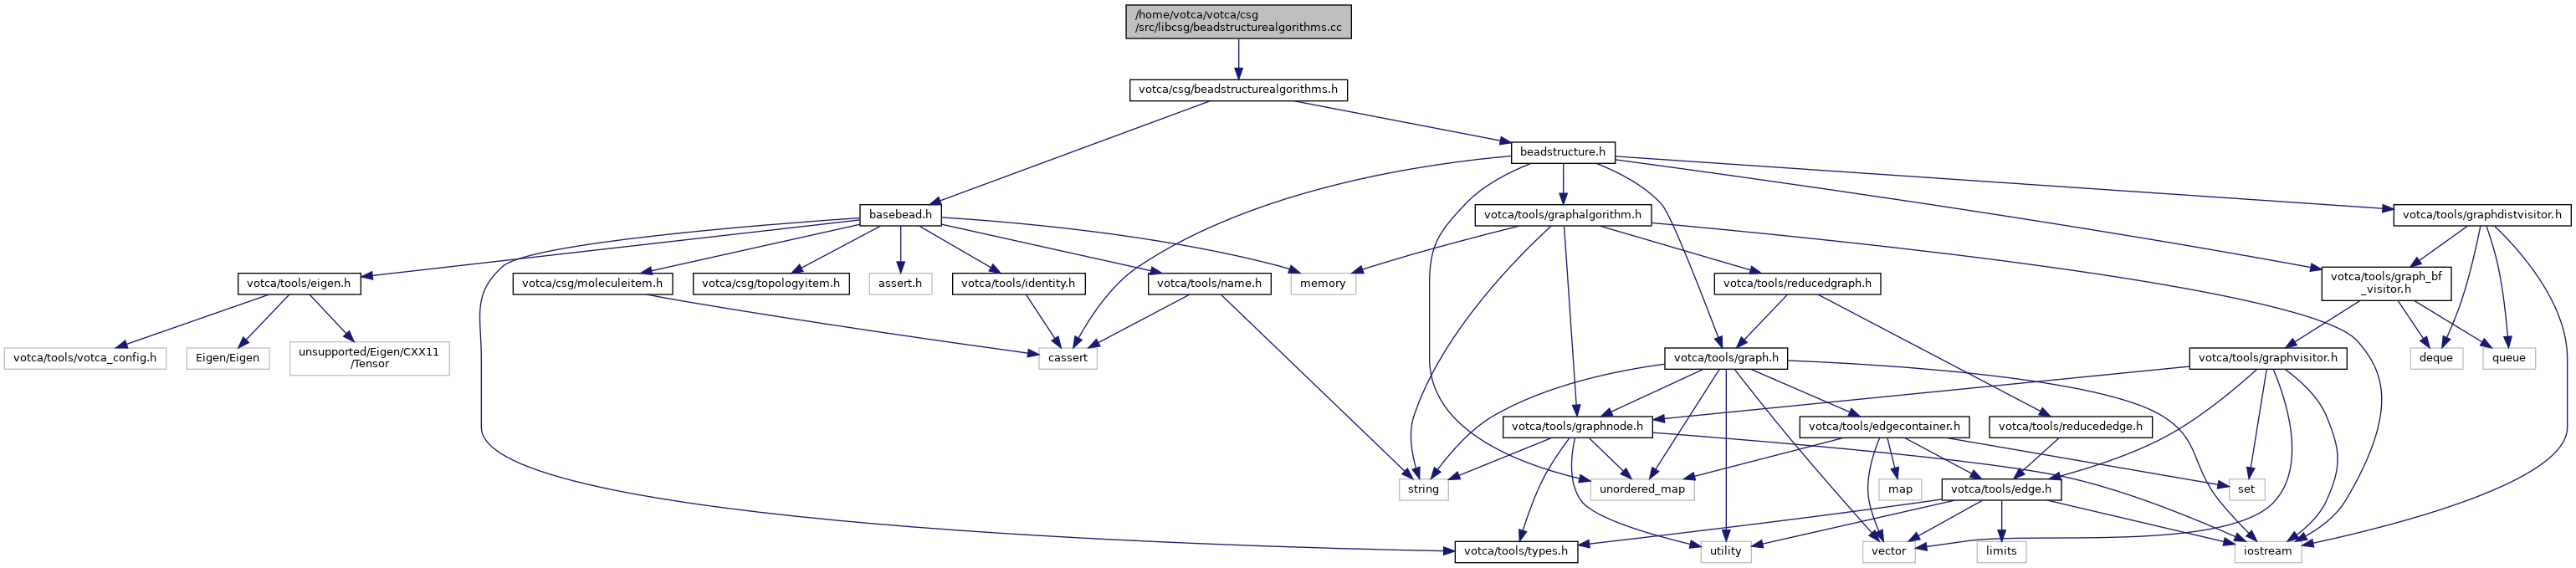 /home/votca/votca/csg
/src/libcsg/beadstructurealgorithms.cc
votca/csg/beadstructurealgorithms.h
beadstructure.h
basebead.h
votca/tools/graphalgorithm.h
votca/tools/graphdistvisitor.h
votca/tools/eigen.h
votca/csg/moleculeitem.h
votca/csg/topologyitem.h
assert.h
votca/tools/identity.h
votca/tools/name.h
memory
votca/tools/reducedgraph.h
votca/tools/graph_bf
_visitor.h
votca/tools/votca_config.h
Eigen/Eigen
unsupported/Eigen/CXX11
/Tensor
cassert
votca/tools/graph.h
votca/tools/graphvisitor.h
deque
queue
votca/tools/graphnode.h
votca/tools/edgecontainer.h
votca/tools/reducededge.h
string
unordered_map
map
votca/tools/edge.h
set
votca/tools/types.h
utility
vector
limits
iostream